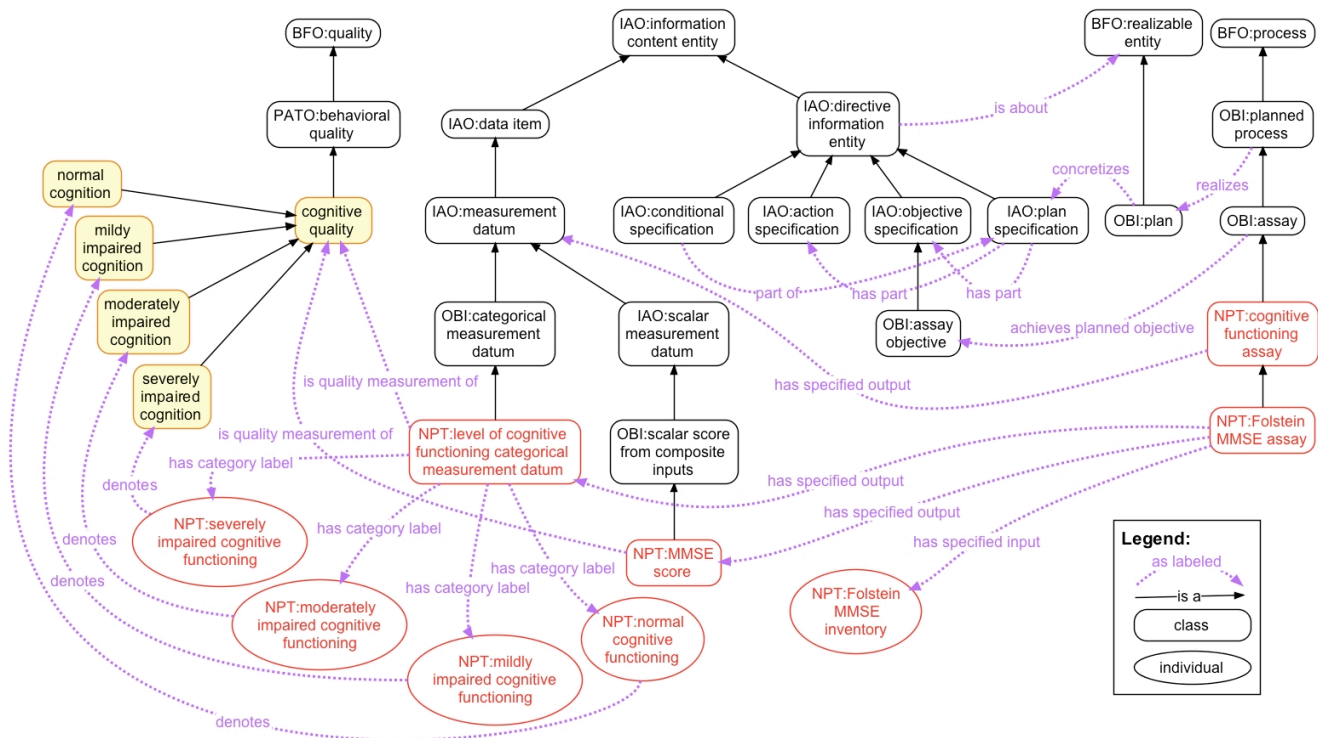 BFO:quality
IAO:information
content entity
BFO:realizable
entity
BFO:process
PATO:behavioral
quality
IAO:data item
IAO:directive
information
entity
is about
OBI:planned
process
normal
cognition
concretizes
realizes
cognitive
quality
IAO:measurement
datum
IAO:conditional
specification
IAO:action
specification
IAO:objective
specification
IAO:plan
specification
OBI:plan
OBI:assay
mildy
impaired
cognition
part of
has part
has part
moderately
impaired
cognition
OBI:categorical
measurement
datum
IAO:scalar
measurement
datum
OBI:assay
objective
achieves planned objective
NPT:cognitive
functioning
assay
severely
impaired
cognition
is quality measurement of
has specified output
is quality measurement of
NPT:level of cognitive
functioning categorical
measurement datum
OBI:scalar score
from composite
inputs
NPT:Folstein
MMSE assay
has category label
denotes
has specified output
has category label
has specified output
NPT:severely
impaired cognitive
functioning
denotes
has specified input
NPT:MMSE
score
has category label
has category label
denotes
NPT:moderately
impaired cognitive
functioning
NPT:normal
cognitive
functioning
NPT:Folstein
MMSE
inventory
NPT:mildly
impaired cognitive
functioning
denotes
Legend:
as labeled
is a
class
individual